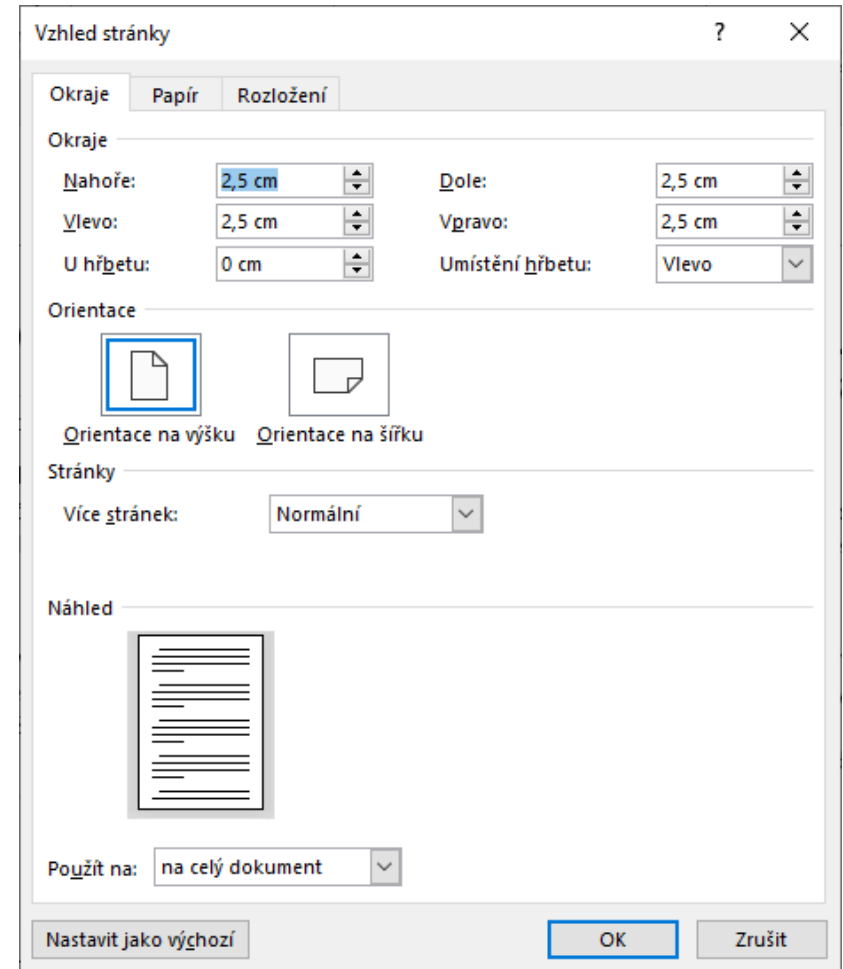 Vzhled stránky ?
Okraje Papír Rozložení
Okraje
Nahoře: 2,5 cm Dole: 2,5 cm
Vlevo: 2,5 cm Vpravo: 2,5 cm
U hřbetu: 0 cm Umístění hřbetu: Vlevo
Orientace
Orientace na výšku Orientace na šířku
Stránky
Více stránek: Normální
Náhled
Použít na: na celý dokument
Nastavit jako výchozí OK Zrušit